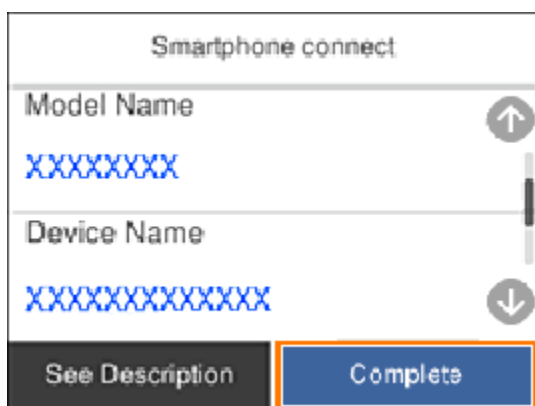 Smartphone connect
Model Name
XXXXXXXX
Device Name
XXXXXXXXXXXXX
See Description
Complete